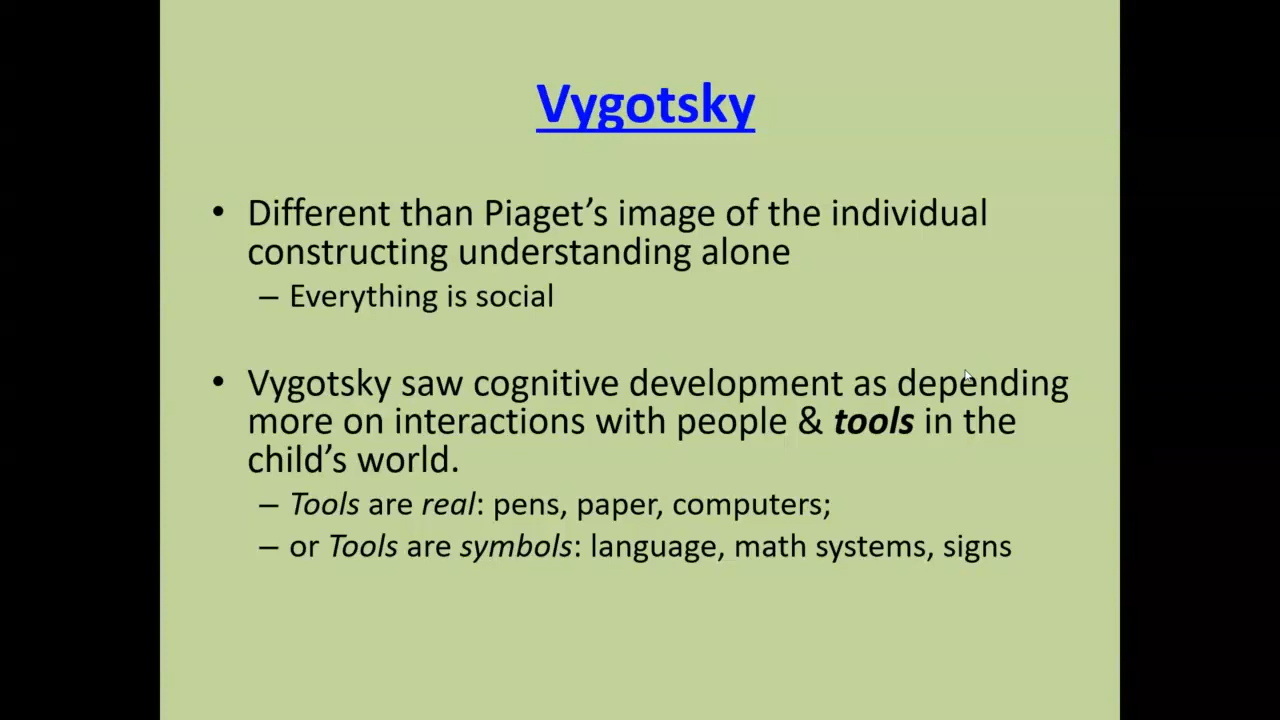 Vygotsky
• Different than Piaget’s image of the individual
constructing understanding alone
– Everything is social
• Vygotsky saw cognitive development as depending
more on interactions with people & tools in the
child’s world.
– Tools are real: pens, paper, computers;
– or Tools are symbols: language, math systems, signs